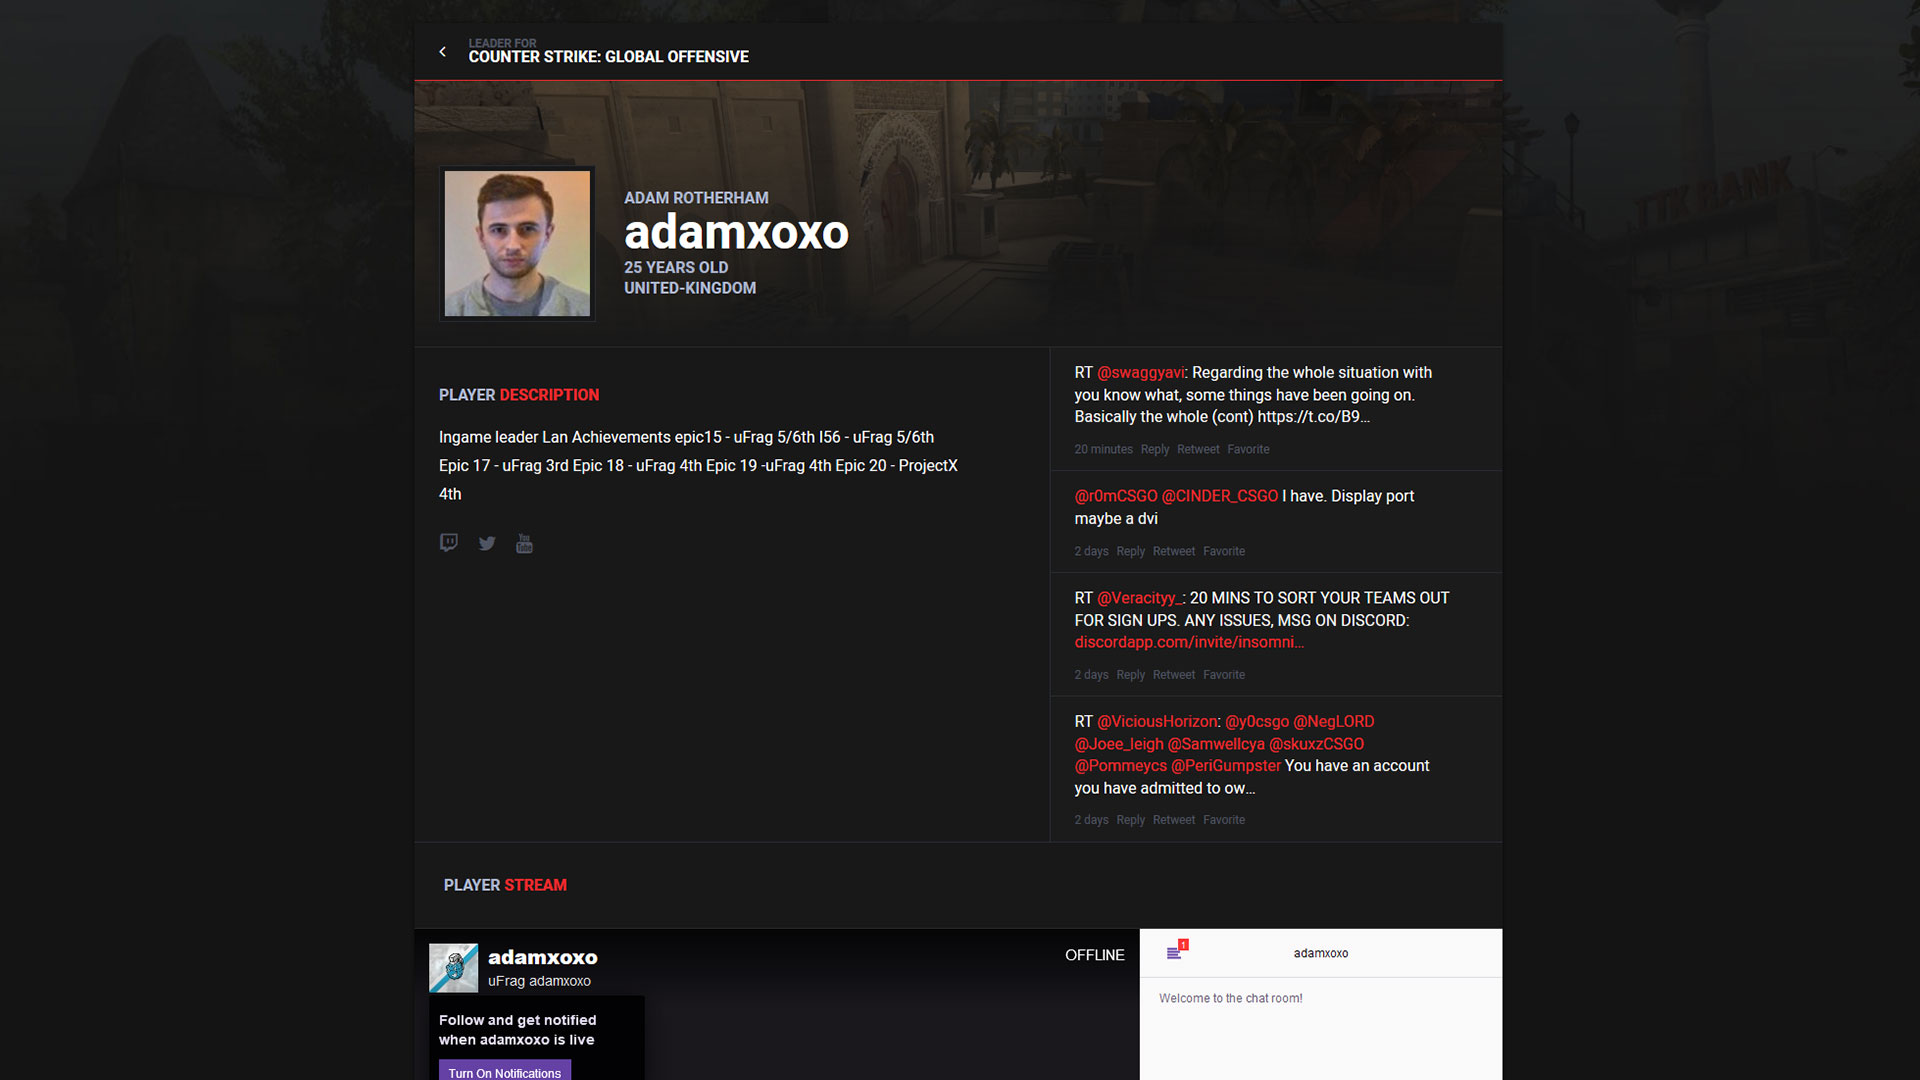 LEADER FOR
COUNTER STRIKE: GLOBAL OFFENSIVE
TTK BANK
ADAM ROTHERHAM
adamxoxo
25 YEARS OLD
UNITED-KINGDOM
PLAYER DESCRIPTION
Ingame leader Lan Achievements epic15 - uFrag 5/6th I56 - uFrag 5/6th
Epic 17 - uFrag 3rd Epic 18 - uFrag 4th Epic 19 -uFrag 4th Epic 20 - ProjectX
4th
You
Tube
RT @swaggyavi: Regarding the whole situation with
you know what, some things have been going on.
Basically the whole (cont) https://t.co/B9...
20 minutes Reply Retweet Favorite
@r0mCSGO @CINDER_CSGO I have. Display port
maybe a dvi
2 days Reply Retweet Favorite
RT @Veracityy_: 20 MINS TO SORT YOUR TEAMS OUT
FOR SIGN UPS. ANY ISSUES, MSG ON DISCORD:
discordapp.com/invite/insomni...
2 days Reply Retweet Favorite
RT @ViciousHorizon: @y0csgo @NegLORD
@Joee_leigh @Samwellcya @skuxzCSGO
@Pommeycs @PeriGumpster You have an account
you have admitted to ow...
2 days Reply Retweet Favorite
PLAYER STREAM
adamxoxo
uFrag adamxoxo
OFFLINE
Follow and get notified
when adamxoxo is live
Turn On Notifications
1
adamxoxo
Welcome to the chat room!